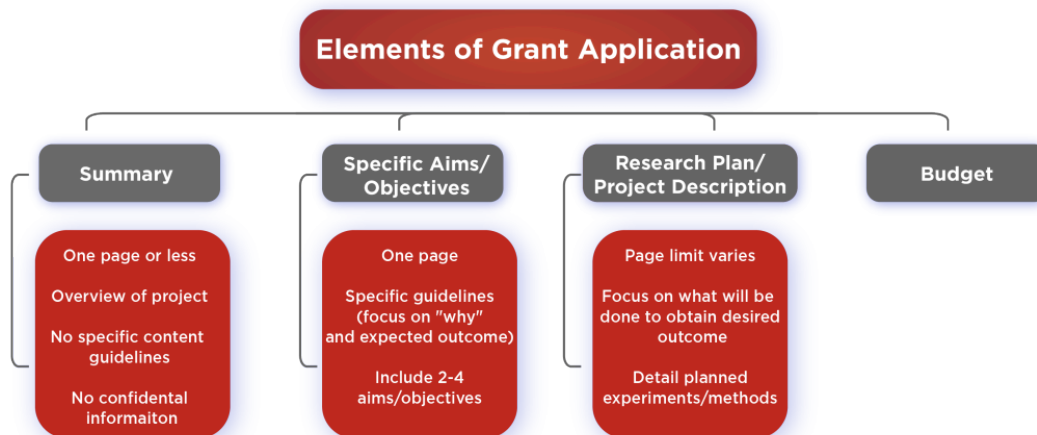 Elements of Grant Application
Summary
One page or less
Overview of project
No specific content
guidelines
No confidental
informaiton
Specific Aims/
Objectives
One page
Specific guidelines
(focus on "why"
and expected outcome)
Include 2-4
aims/objectives
Research Plan/
Project Description
Page limit varies
Focus on what will be
done to obtain desired
outcome
Detail planned
experiments/methods
Budget